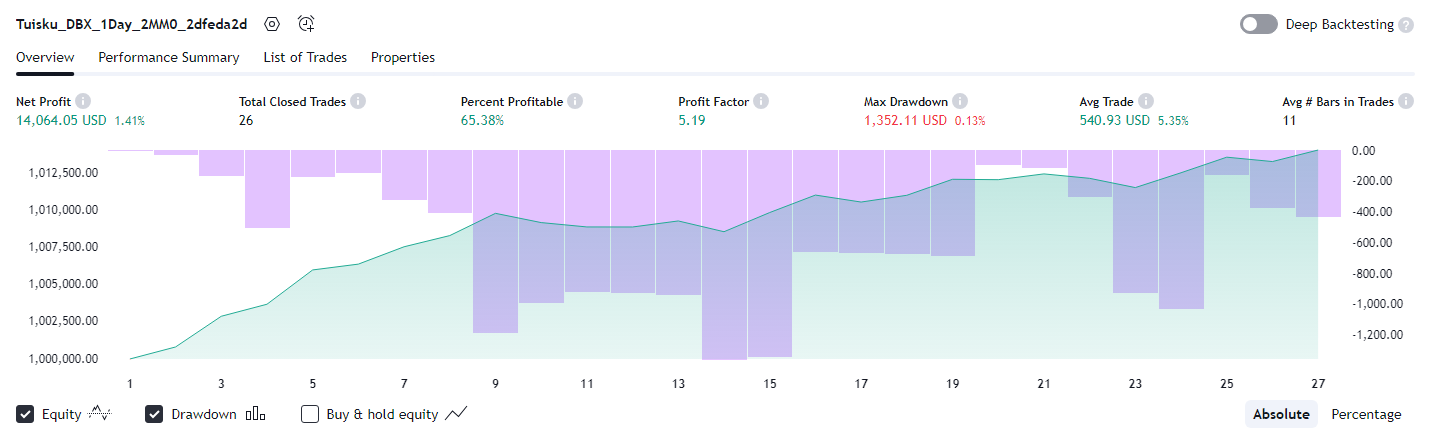 Tuisku_DBX_1Day_2MM0_2dfeda2d
Deep Backtesting ?
Overview Performance Summary List of Trades Properties
Net Profit Total Closed Trades Percent Profitable Profit Factor Max Drawdown Avg Trade Avg # Bars in Trades
14,064.05 USD 1.41% 26 65.38% 5.19 1,352.11 USD 0.13% 540.93 USD 5.35% 11
1,012,500.00
1,010,000.00
1,007,500.00
1,005,000.00
1,002,500.00
1,000,000.00
0.00
-200.00
-400.00
-600.00
-800.00
-1,000.00
-1,200.00
1 3 5 7 9 11 13 15 17 19 21 23 25 27
Equity Drawdown Buy & hold equity Absolute Percentage